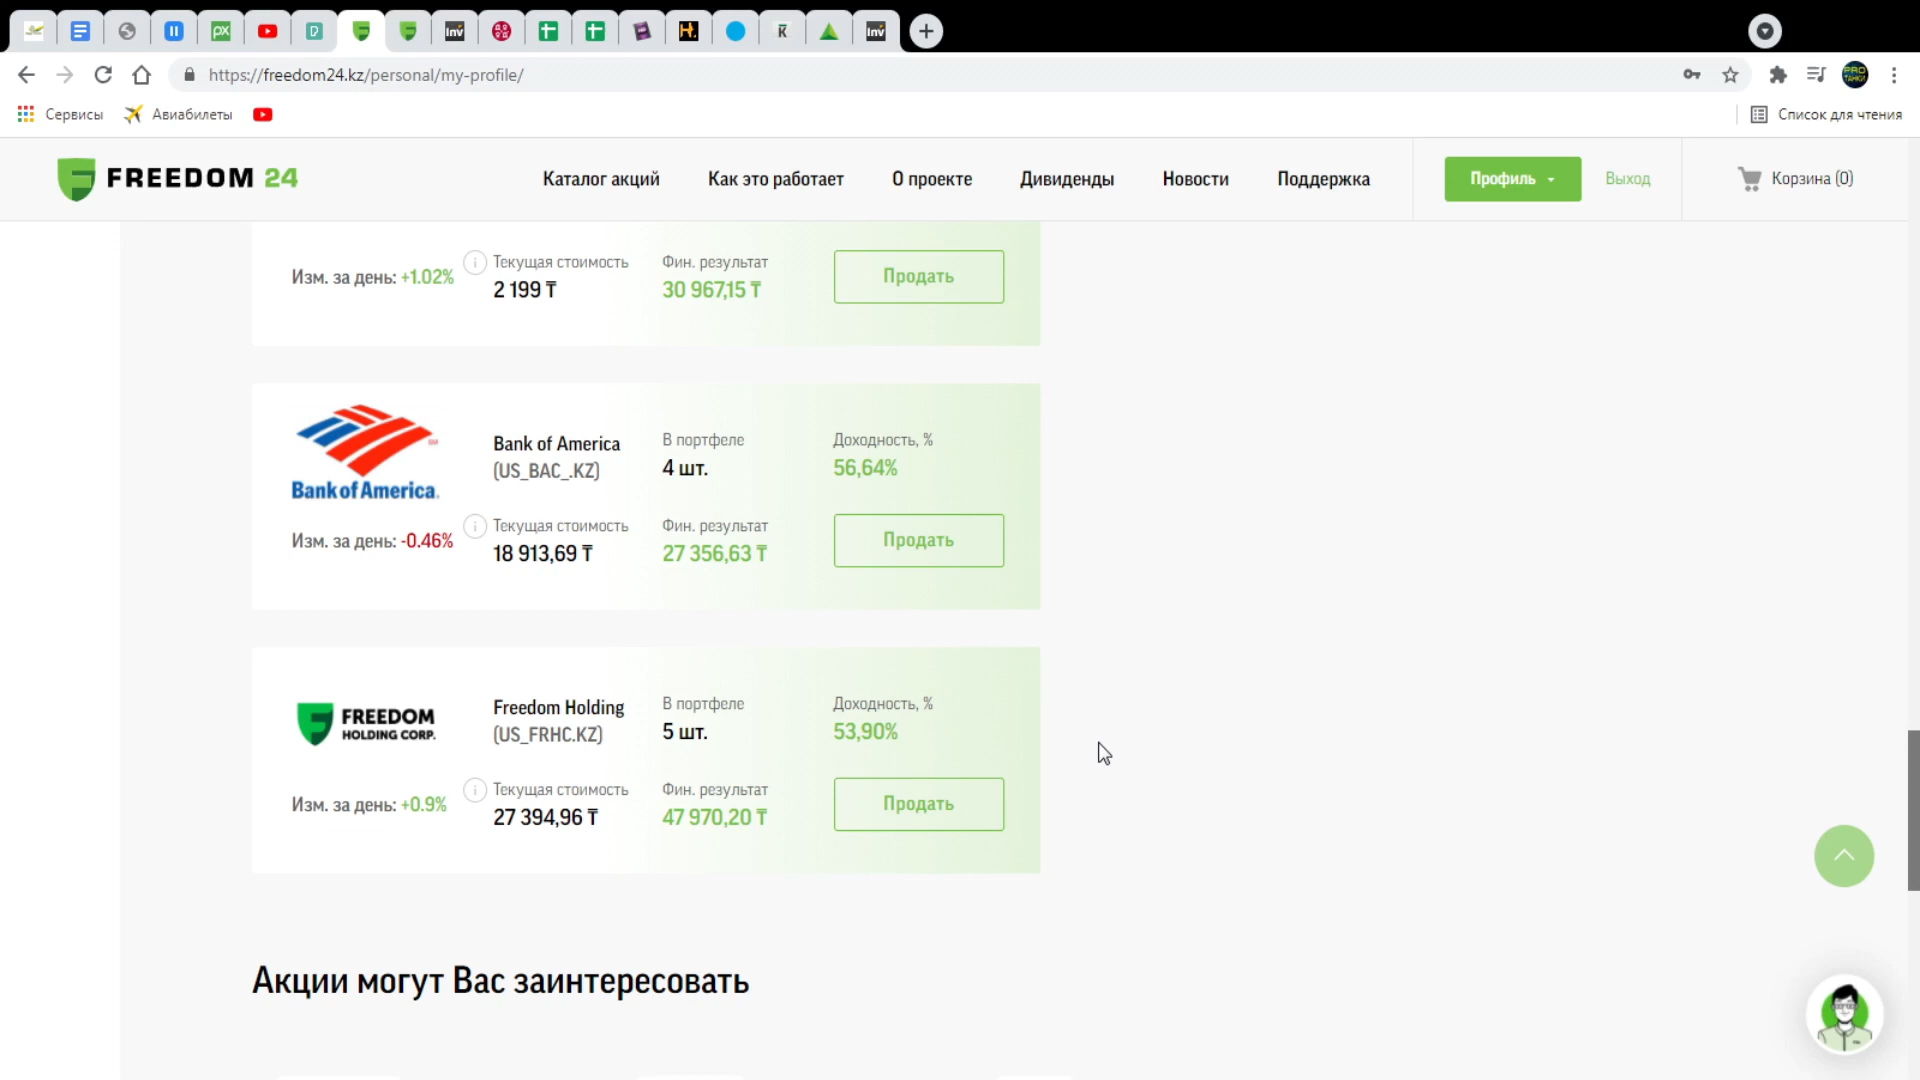 https://freedom24.kz/personal/my-profile/
Сервисы Авиабилеты Список для чтения
FREEDOM 24 Каталог акций Как это работает О проекте Дивиденды Новости Поддержка Профиль Выход Корзина (0)
Изм. за день: +1.02% Текущая стоимость Фин. результат Продать
2 199 ₸ 30 967,15 ₸
Bank of America.
Bank of America В портфеле Доходность, %
(US_BAC_.KZ) 4 шт. 56,64%
Изм. за день: -0.46% Текущая стоимость Фин. результат Продать
18 913,69 ₸ 27 356,63 ₸
FREEDOM
HOLDING CORP.
Freedom Holding В портфеле Доходность, %
(US_FRHC.KZ) 5 шт. 53,90%
Изм. за день: +0.9% Текущая стоимость Фин. результат Продать
27 394,96 ₸ 47 970,20 ₸
Акции могут Вас заинтересовать